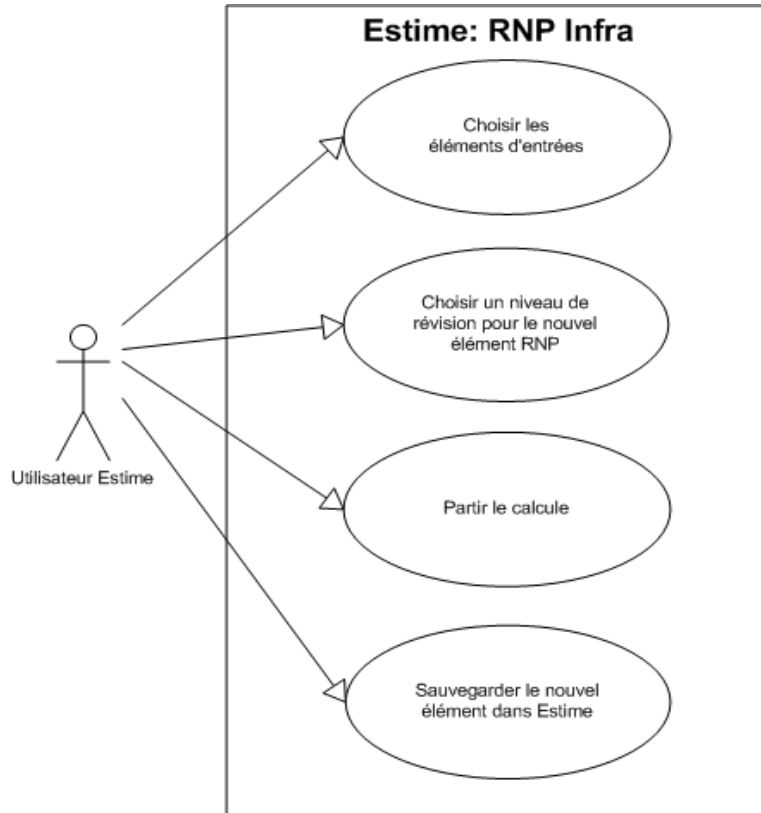 Estime: RNP Infra
Choisir les
éléments d'entrées
Choisir un niveau de
révision pour le nouvel
élément RNP
Utilisateur Estime
Partir le calcule
Sauvegarder le nouvel
élément dans Estime